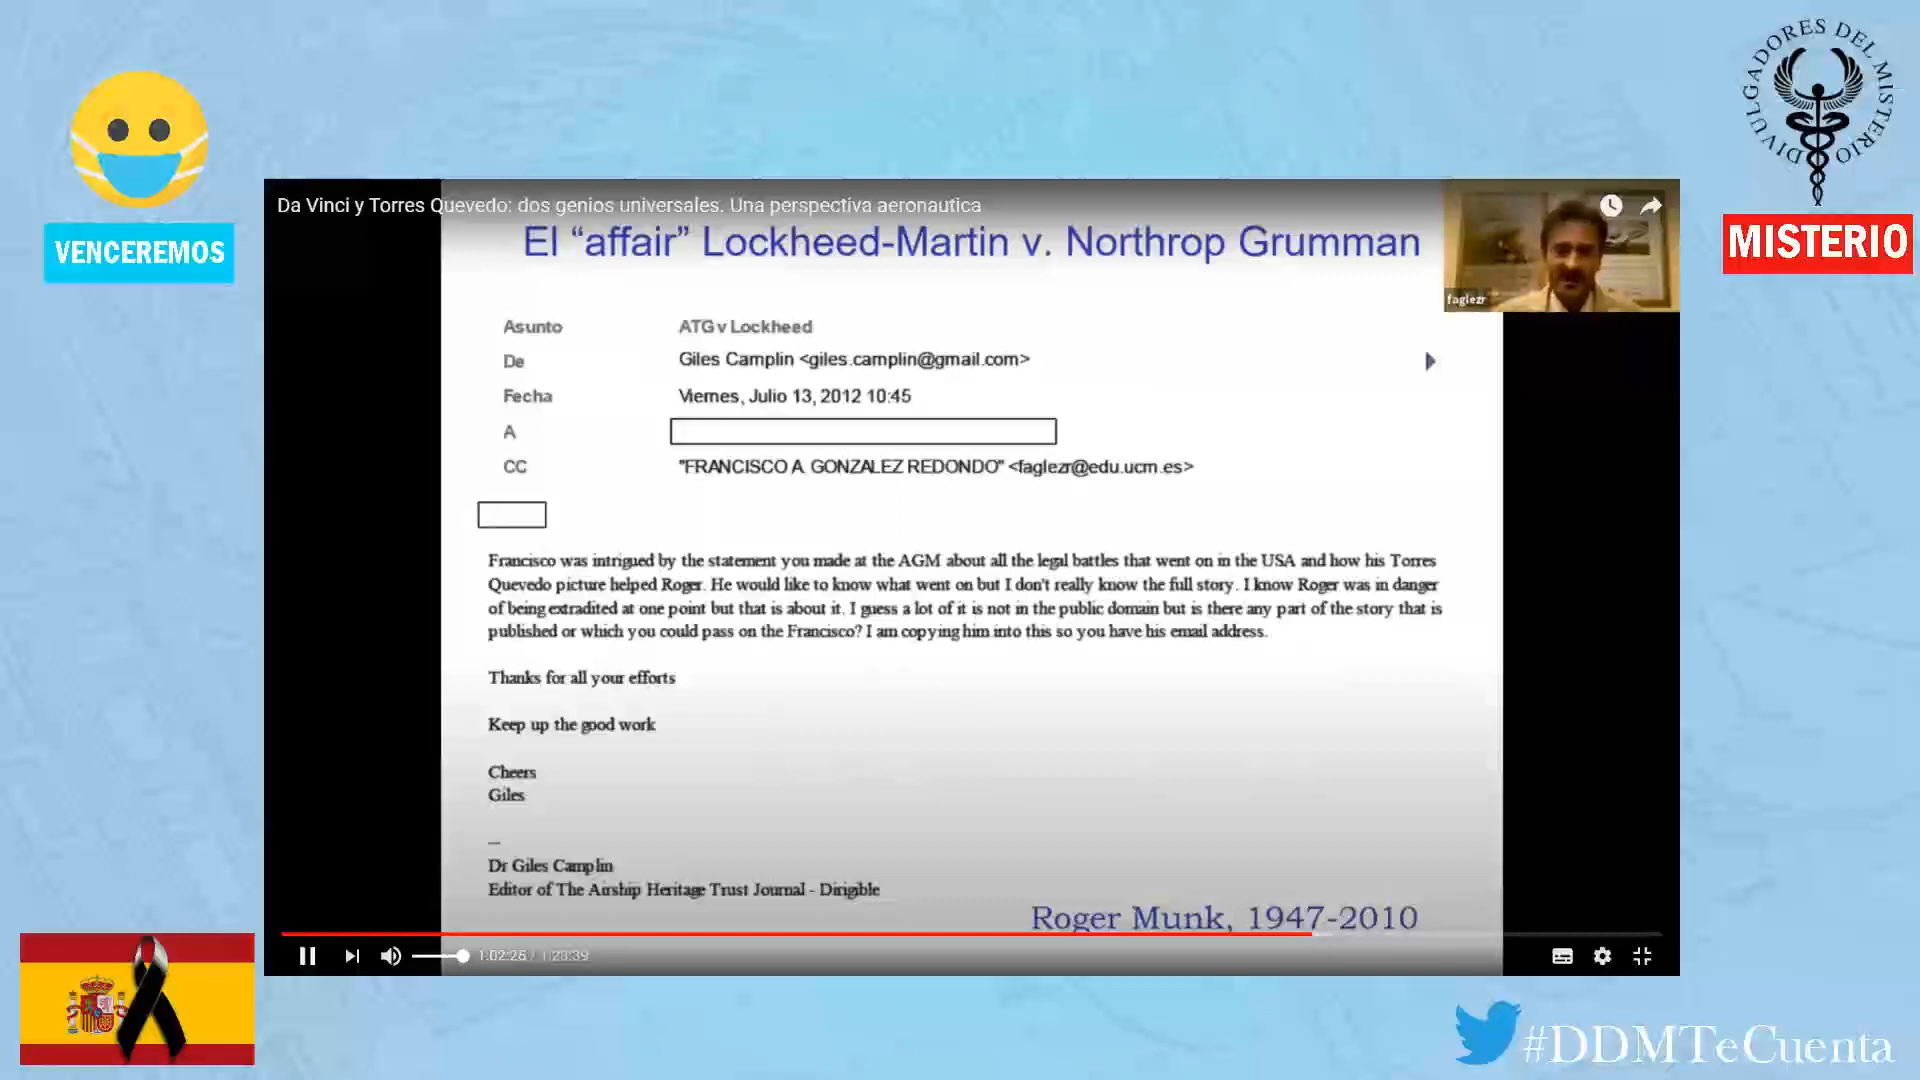 DIVULGADORES DEL MISTERIO
VENCEREMOS
MISTERIO
Da Vinci y Torres Quevedo: dos genios universales. Una perspectiva aeronautica
El “affair” Lockheed-Martin v. Northrop Grumman
faglezr
Asunto ATG v Lockheed
De Giles Camplin <giles.camplin@gmail.com>
Fecha Viernes, Julio 13, 2012 10:45
A
CC "FRANCISCO A. GONZALEZ REDONDO" <faglezr@edu.ucm.es>
Francisco was intrigued by the statement you made at the AGM about all the legal battles that went on in the USA and how his Torres
Quevedo picture helped Roger. He would like to know what went on but I don't really know the full story. I know Roger was in danger
of being extradited at one point but that is about it. I guess a lot of it is not in the public domain but is there any part of the story that is
published or which you could pass on the Francisco? I am copying him into this so you have his email address.
Thanks for all your efforts
Keep up the good work
Cheers
Giles
--
Dr Giles Camplin
Editor of The Airship Heritage Trust Journal - Dirigible
Roger Munk, 1947-2010
1:02:26 / 1:23:39
#DDMTeCuenta